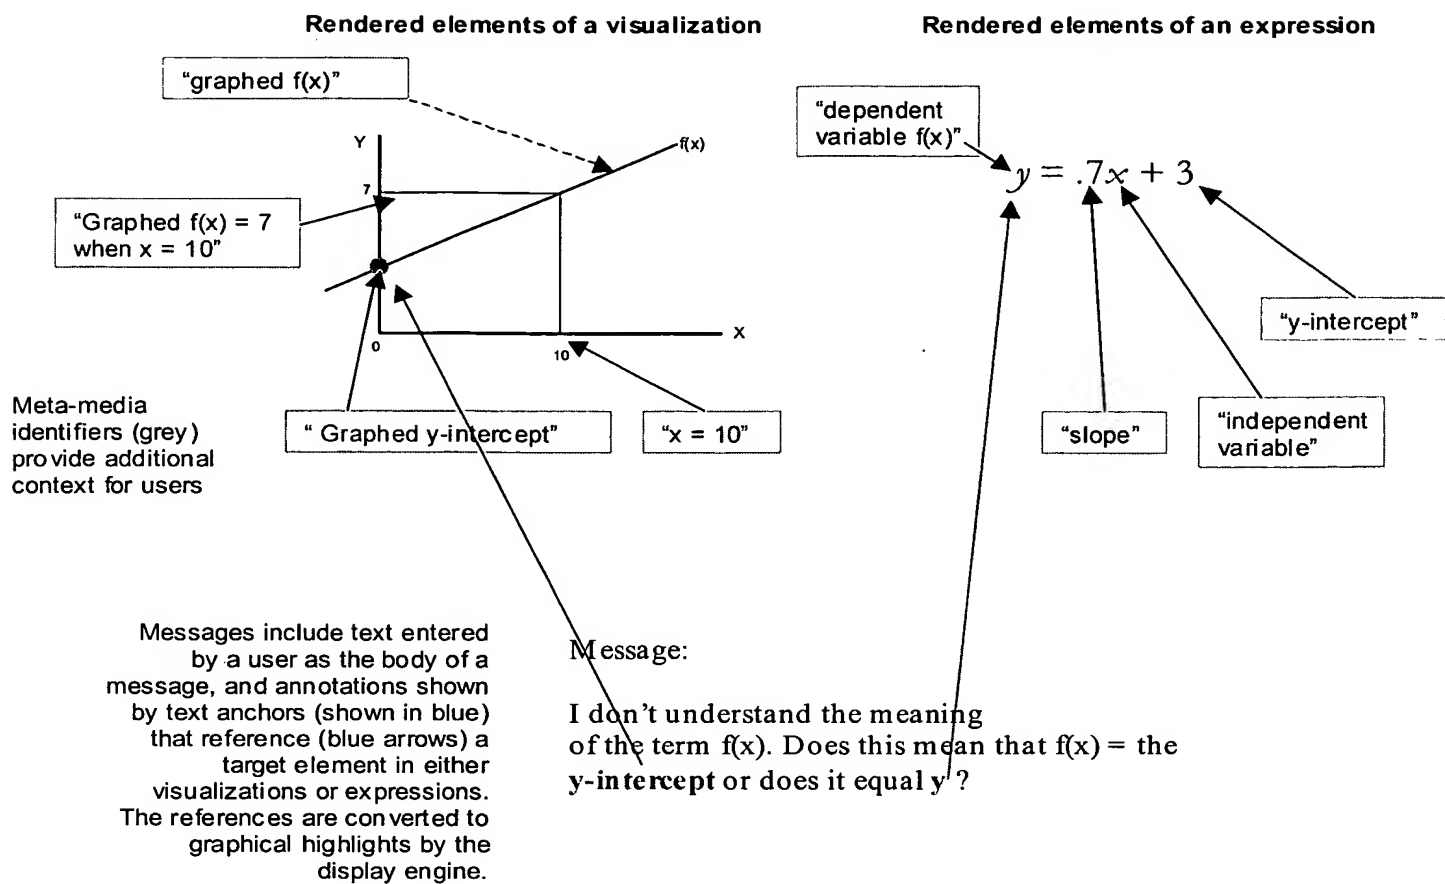 Rendered elements of a visualization
Rendered elements of an expression
“graphed f(x)”
“dependent
variable f(x)”
Y
f(x)
y = .7x + 3
7
“Graphed f(x) = 7
when x = 10”
“y-intercept”
X
0
10
Meta-media
identifiers (grey)
provide additional
context for users
“ Graphed y-intercept”
“x = 10”
“slope”
“independent
variable”
Messages include text entered
by a user as the body of a
message, and annotations shown
by text anchors (shown in blue)
that reference (blue arrows) a
target element in either
visualizations or expressions.
The references are converted to
graphical highlights by the
display engine.
Message:
I don’t understand the meaning
of the term f(x). Does this mean that f(x) = the
y-intercept or does it equal y ?